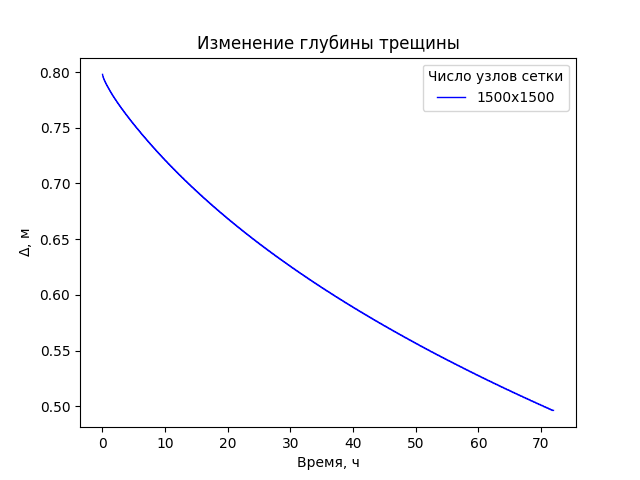 Изменение глубины трещины
Число узлов сетки
1500x1500
0.80
0.75
0.70
0.65
0.60
0.55
0.50
Δ, м
0 10 20 30 40 50 60 70
Время, ч